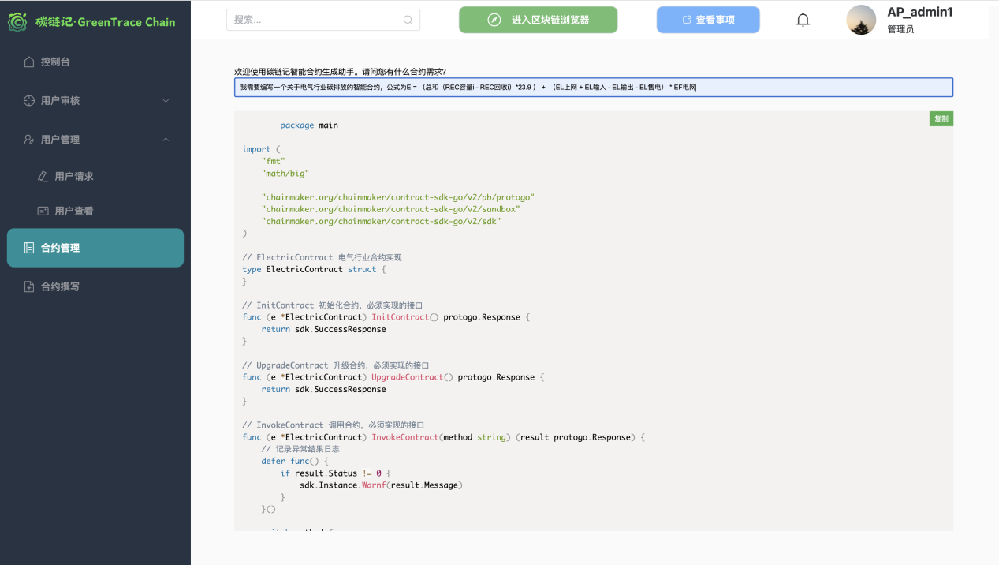 碳链记·GreenTrace Chain
搜索...
进入区块链浏览器
查看事项
AP_admin1
管理员
控制台
用户审核
用户管理
用户请求
用户查看
合约管理
合约撰写
欢迎使用碳链记智能合约生成助手。请问您有什么合约需求?
我需要编写一个关于电气行业碳排放的智能合约，公式为E = （总和（REC容量i - REC回收i）*23.9 ） + （EL上网 + EL输入 - EL输出 - EL售电） * EF电网
复制
package main
import (
"fmt"
"math/big"
"chainmaker.org/chainmaker/contract-sdk-go/v2/pb/protogo"
"chainmaker.org/chainmaker/contract-sdk-go/v2/sandbox"
"chainmaker.org/chainmaker/contract-sdk-go/v2/sdk"
)
// ElectricContract 电气行业合约实现
type ElectricContract struct {
}
// InitContract 初始化合约，必须实现的接口
func (e *ElectricContract) InitContract() protogo.Response {
return sdk.SuccessResponse
}
// UpgradeContract 升级合约，必须实现的接口
func (e *ElectricContract) UpgradeContract() protogo.Response {
return sdk.SuccessResponse
}
// InvokeContract 调用合约，必须实现的接口
func (e *ElectricContract) InvokeContract(method string) (result protogo.Response) {
// 记录异常结果日志
defer func() {
if result.Status != 0 {
sdk.Instance.Warnf(result.Message)
}
}()